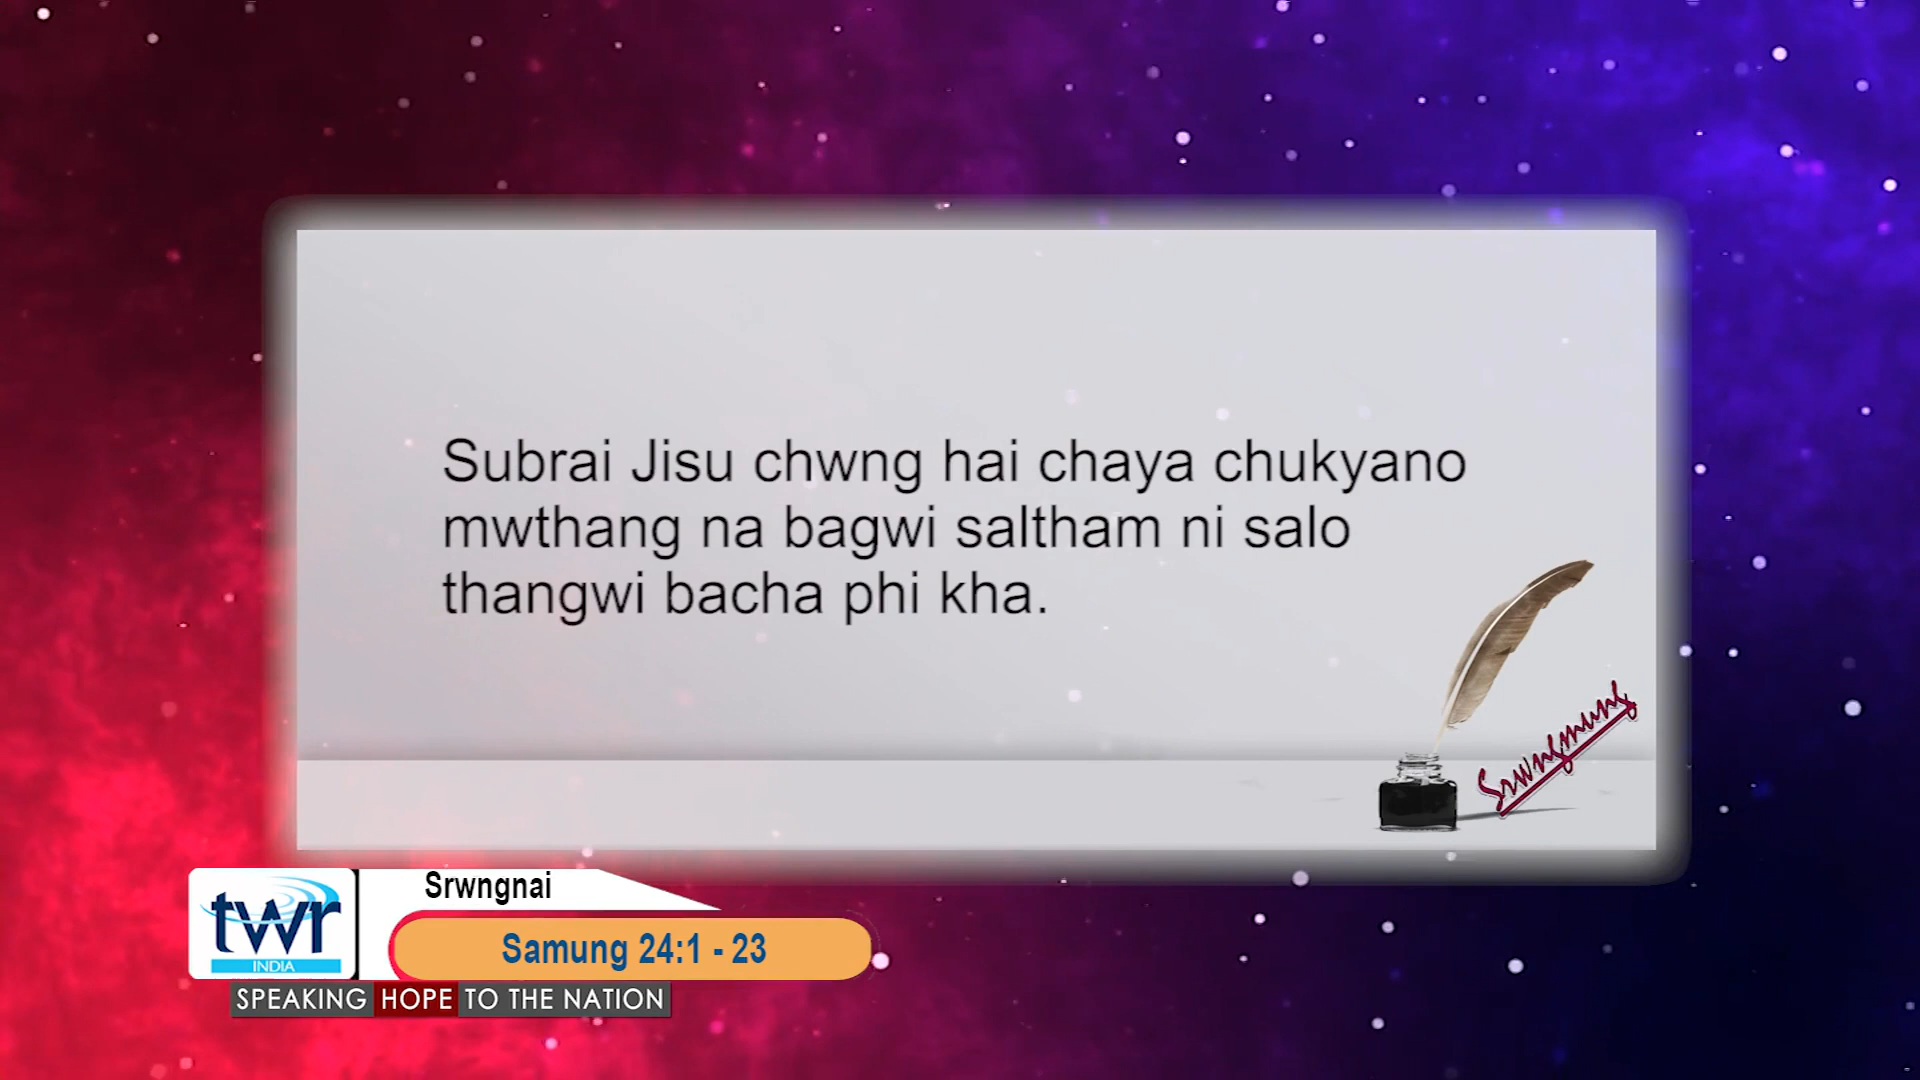 Subrai Jisu chwng hai chaya chukyano
mwthang na bagwi saltham ni salo
thangwi bacha phi kha.
Srwngmung
twr
INDIA
Srwngnai
Samung 24:1 - 23
SPEAKING HOPE TO THE NATION